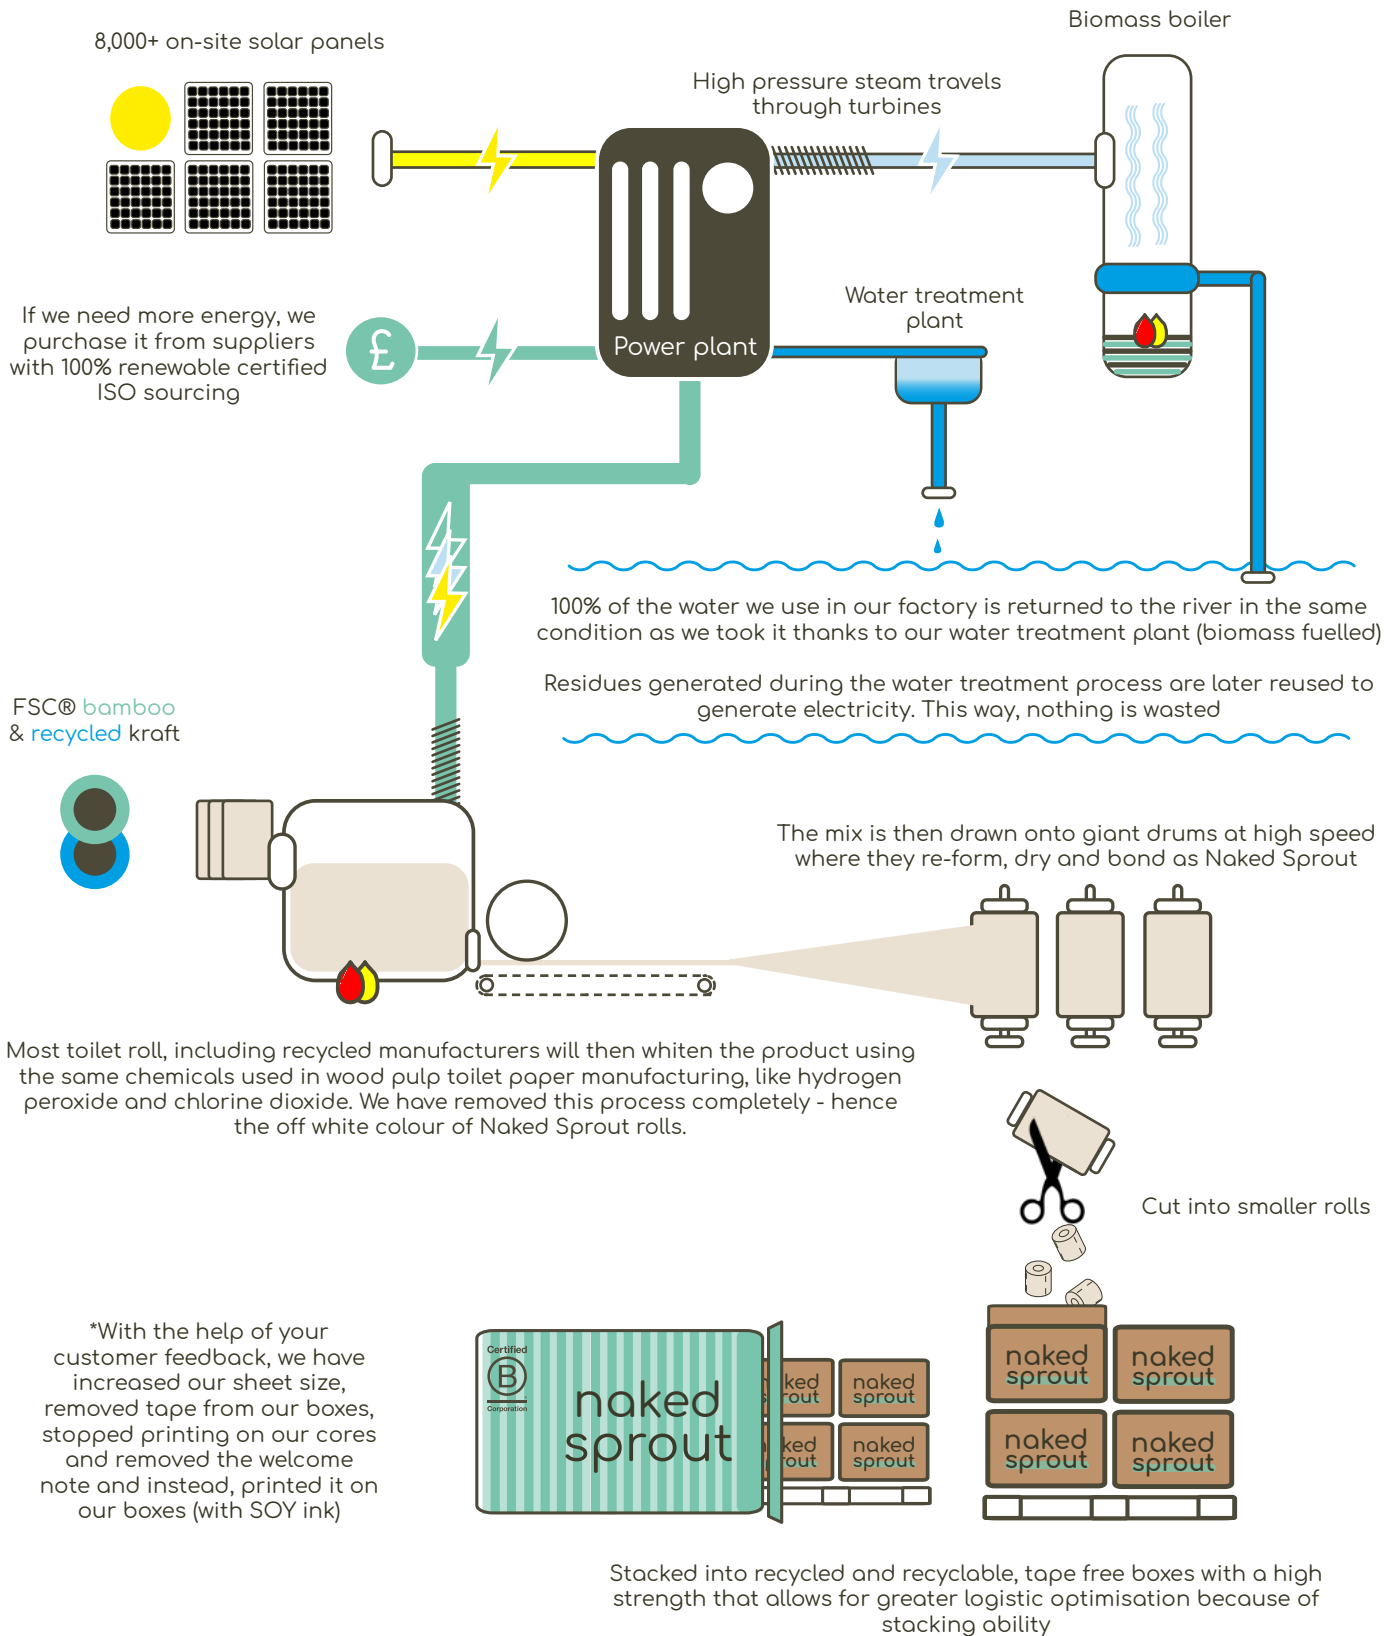 Biomass boiler
8,000+ on-site solar panels
High pressure steam travels
through turbines
Water treatment
plant
If we need more energy, we
purchase it from suppliers
with 100% renewable certified
ISO sourcing
£
Power plant
100% of the water we use in our factory is returned to the river in the same
condition as we took it thanks to our water treatment plant (biomass fuelled)
Residues generated during the water treatment process are later reused to
generate electricity. This way, nothing is wasted
FSC® bamboo
& recycled kraft
The mix is then drawn onto giant drums at high speed
where they re-form, dry and bond as Naked Sprout
Most toilet roll, including recycled manufacturers will then whiten the product using
the same chemicals used in wood pulp toilet paper manufacturing, like hydrogen
peroxide and chlorine dioxide. We have removed this process completely - hence
the off white colour of Naked Sprout rolls.
Cut into smaller rolls
*With the help of your
customer feedback, we have
increased our sheet size,
removed tape from our boxes,
stopped printing on our cores
and removed the welcome
note and instead, printed it on
our boxes (with SOY ink)
Certified
B
Corporation
naked
sprout
ked
rout
naked
sprout
ked
rout
naked
sprout
naked
sprout
naked
sprout
naked
sprout
naked
sprout
Stacked into recycled and recyclable, tape free boxes with a high
strength that allows for greater logistic optimisation because of
stacking ability